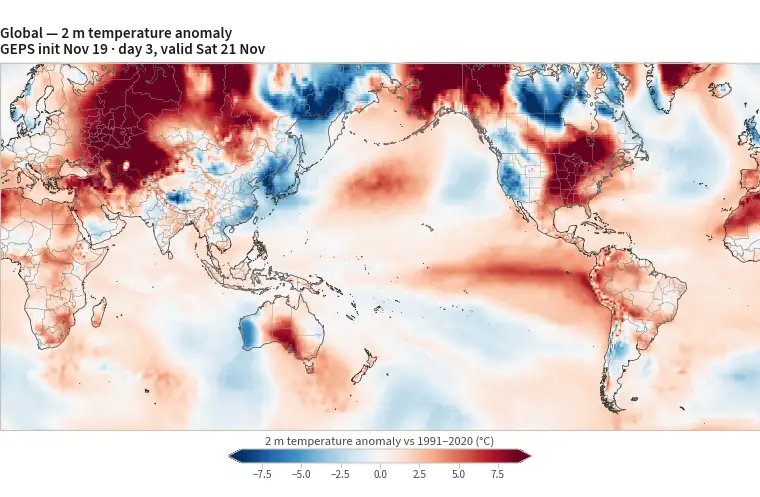 Global — 2 m temperature anomaly
GEPS init Nov 19 · day 3, valid Sat 21 Nov
2 m temperature anomaly vs 1991–2020 (°C)
−7.5 −5.0 −2.5 0.0 2.5 5.0 7.5